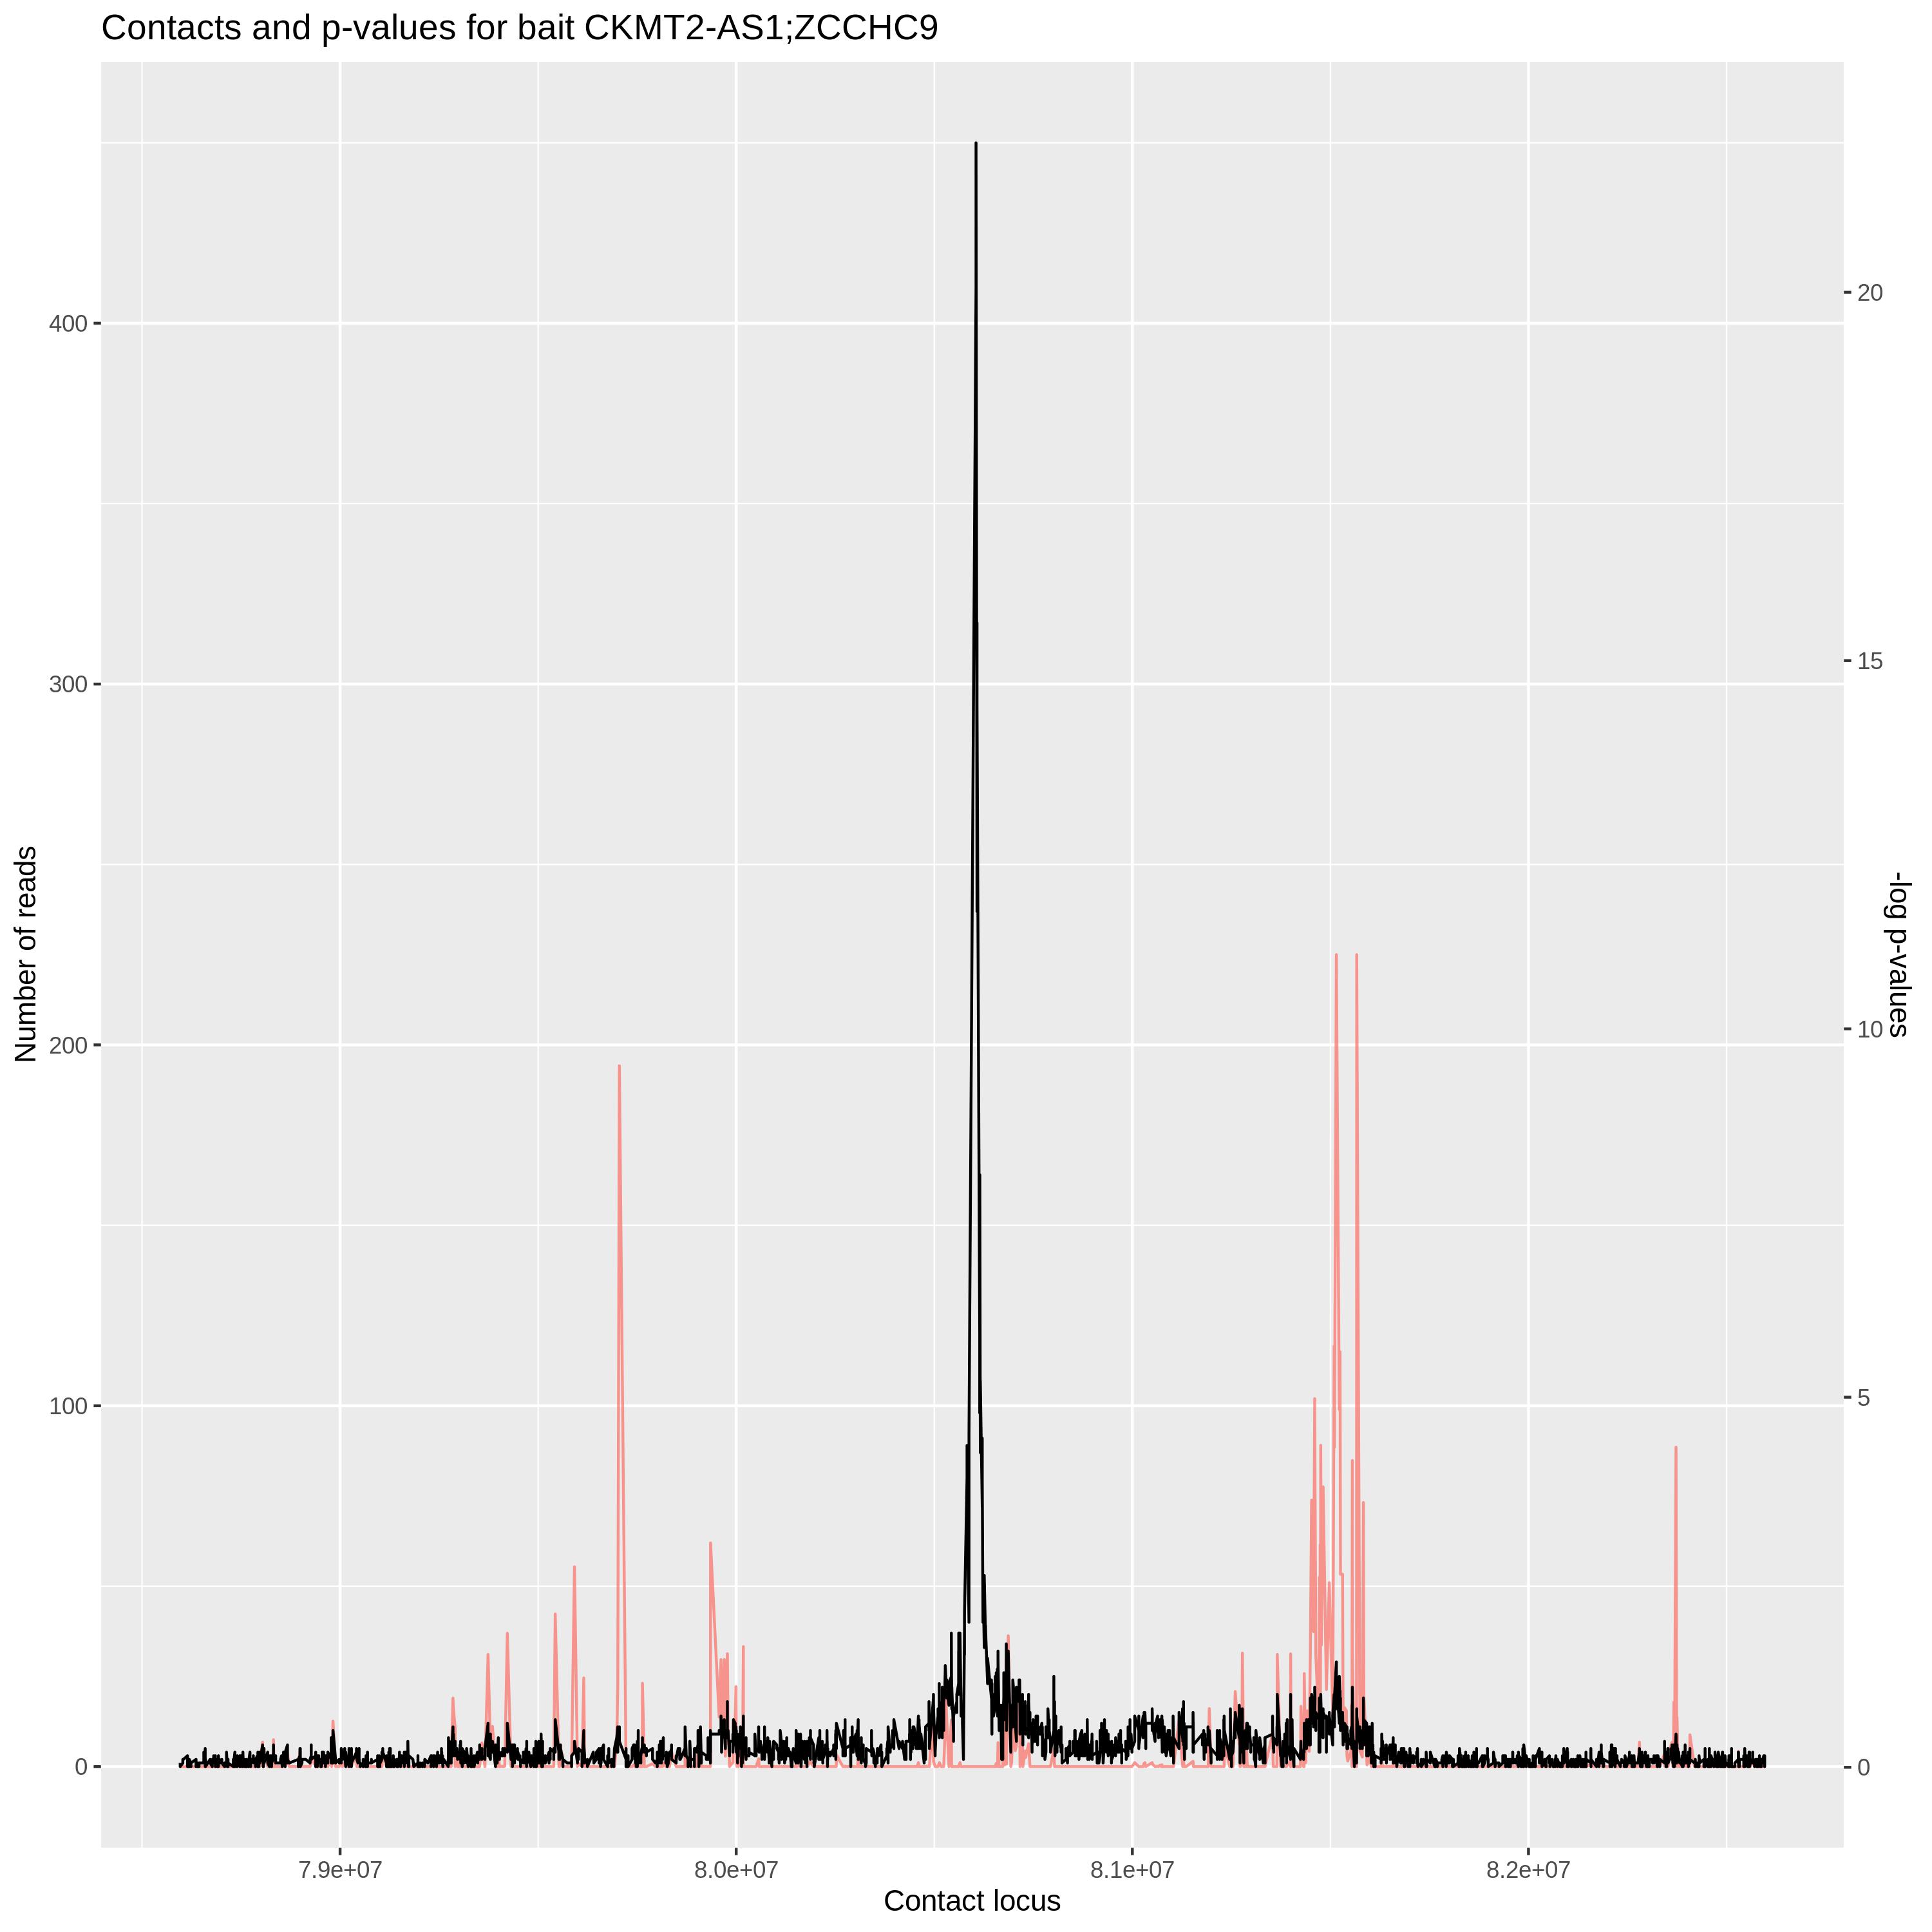 Contacts and p-values for bait CKMT2-AS1;ZCCHC9
Number of reads
400
300
200
100
0
20
15
10
5
0
-log p-values
7.9e+07 8.0e+07 8.1e+07 8.2e+07
Contact locus